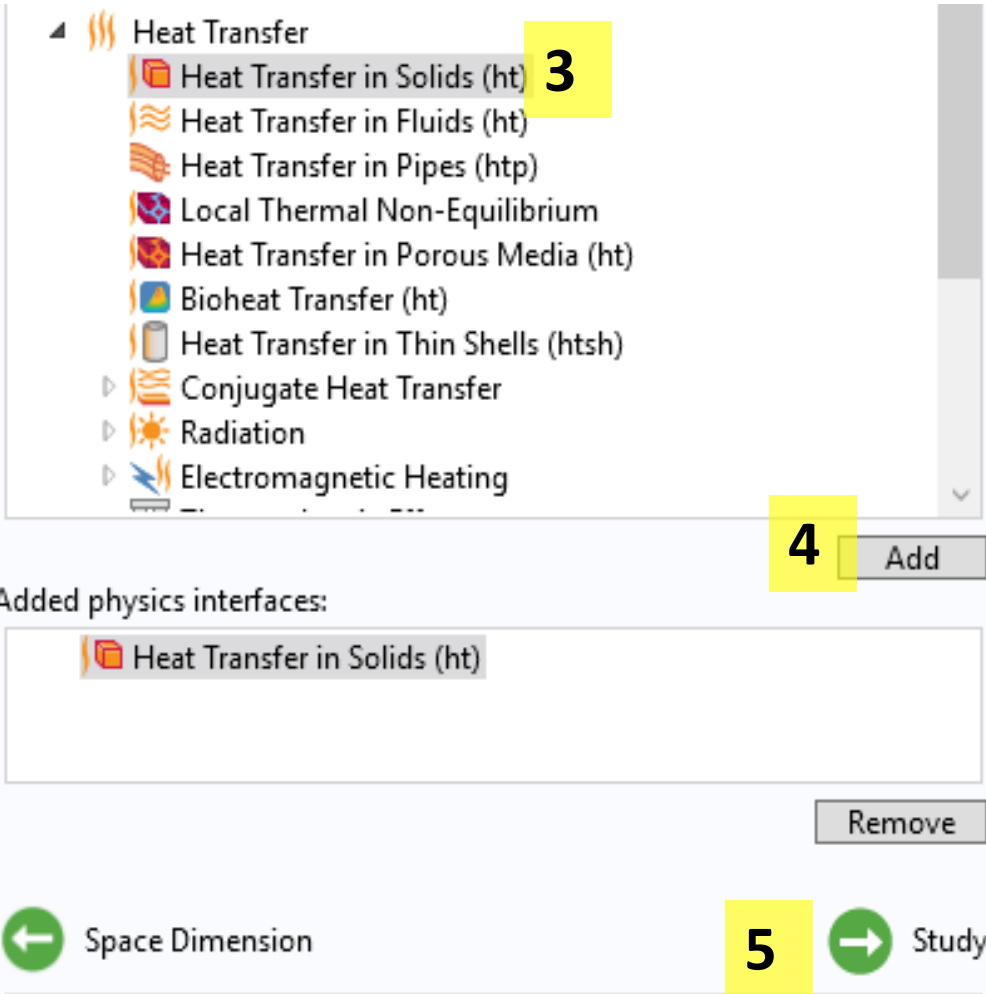 Heat Transfer
Heat Transfer in Solids (ht) 3
Heat Transfer in Fluids (ht)
Heat Transfer in Pipes (htp)
Local Thermal Non-Equilibrium
Heat Transfer in Porous Media (ht)
Bioheat Transfer (ht)
Heat Transfer in Thin Shells (htsh)
Conjugate Heat Transfer
Radiation
Electromagnetic Heating
4 Add
Added physics interfaces:
Heat Transfer in Solids (ht)
Remove
Space Dimension 5 Study